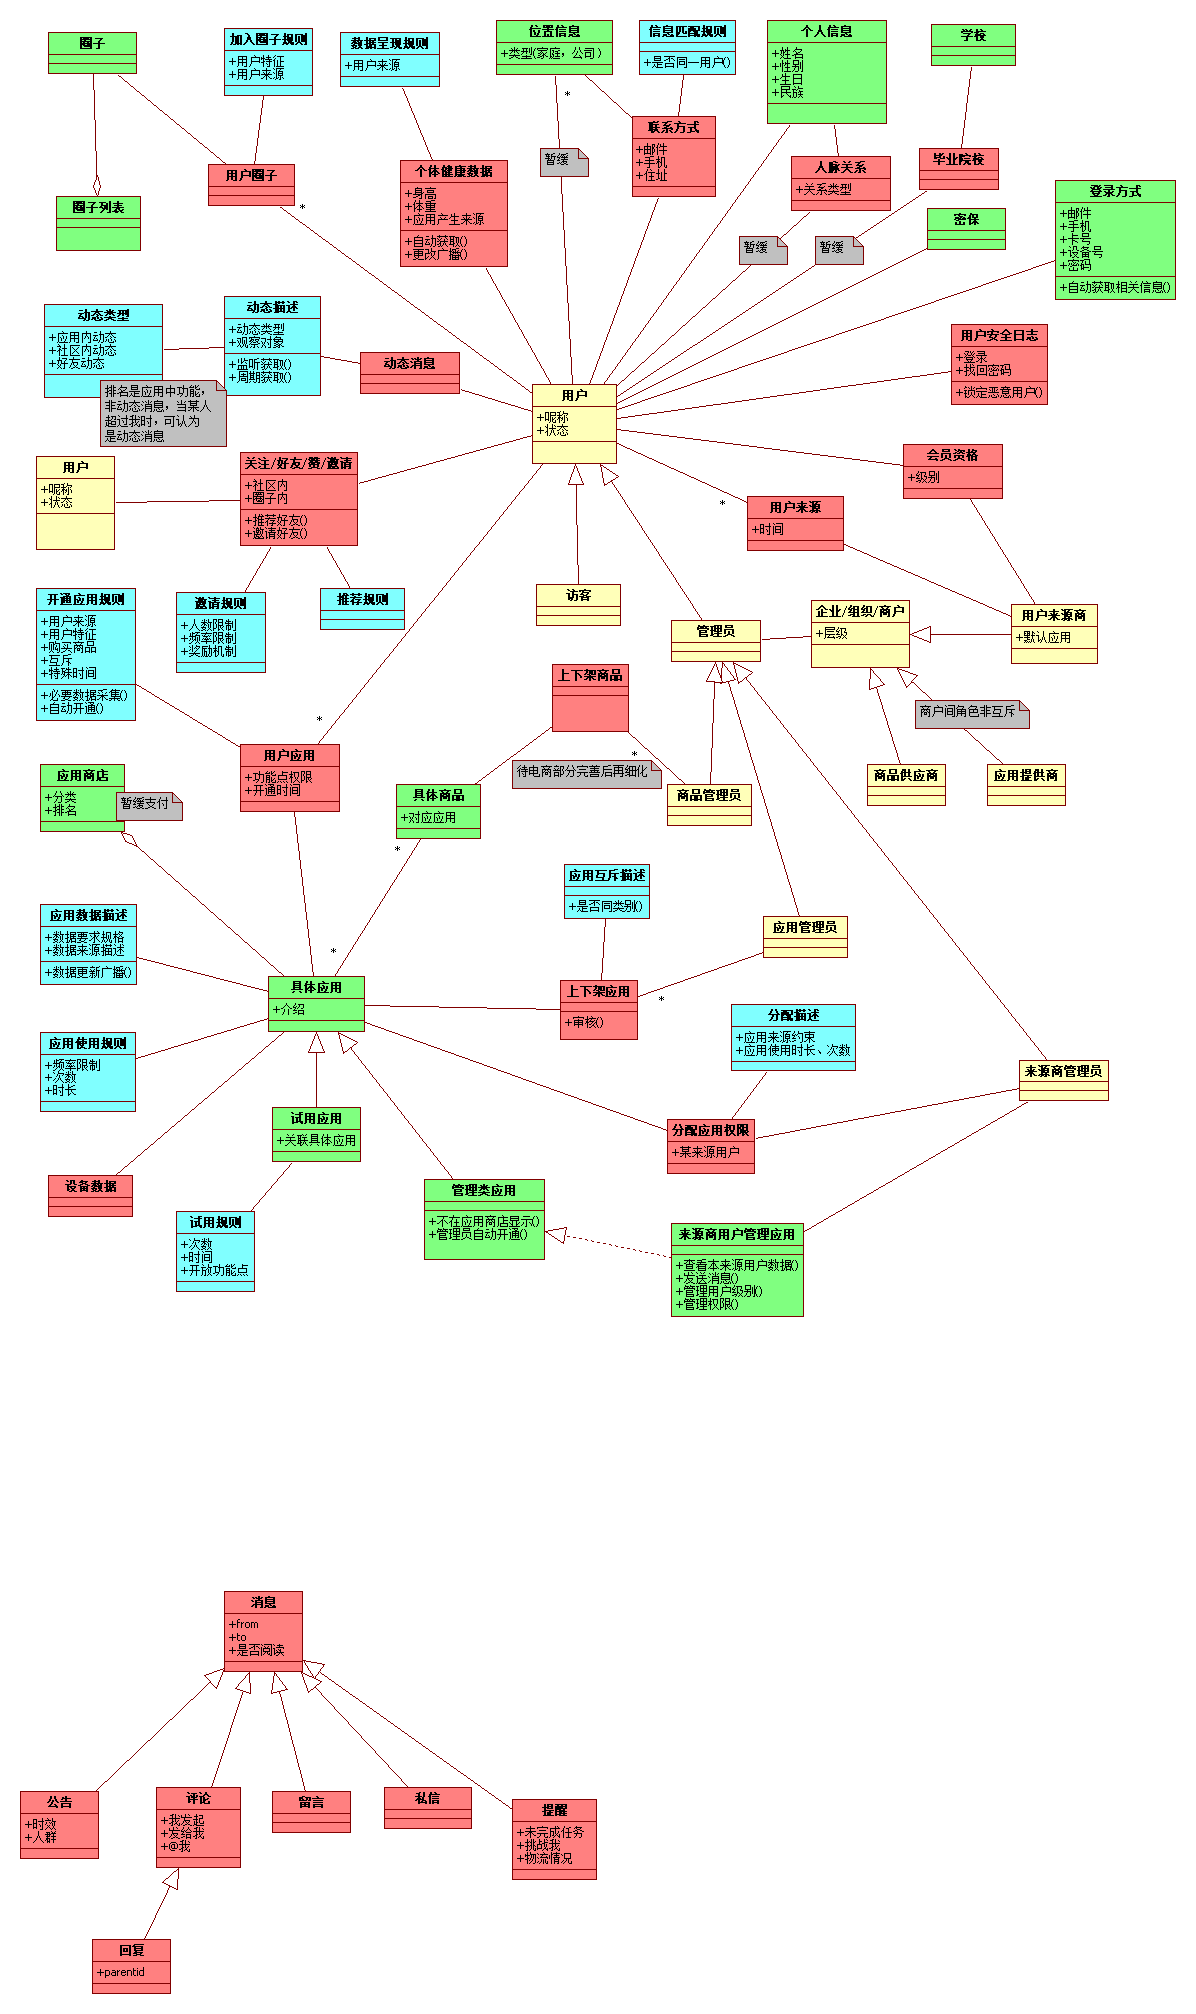 圈子
加入圈子规则
+用户特征
+用户来源
数据呈现规则
+用户来源
位置信息
+类型(家庭，公司）
信息匹配规则
+是否同一用户()
个人信息
+姓名
+性别
+生日
+民族
学校
*
联系方式
+邮件
+手机
+住址
暂缓
人脉关系
+关系类型
毕业院校
用户圈子
*
个体健康数据
+身高
+体重
+应用产生来源
+自动获取()
+更改广播()
圈子列表
登录方式
+邮件
+手机
+卡号
+设备号
+密码
+自动获取相关信息()
密保
暂缓
暂缓
动态类型
+应用内动态
+社区内动态
+好友动态
动态描述
+动态类型
+观察对象
+监听获取()
+周期获取()
动态消息
排名是应用中功能，
非动态消息，当某人
超过我时，可认为
是动态消息
用户安全日志
+登录
+找回密码
+锁定恶意用户()
用户
+昵称
+状态
用户
+昵称
+状态
关注/好友/赞/邀请
+社区内
+圈子内
+推荐好友()
+邀请好友()
会员资格
+级别
*
用户来源
+时间
开通应用规则
+用户来源
+用户特征
+购买商品
+互斥
+特殊时间
+必要数据采集()
+自动开通()
邀请规则
+人数限制
+频率限制
+奖励机制
推荐规则
访客
管理员
企业/组织/商户
+层级
用户来源商
+默认应用
上下架商品
*
商户间角色非互斥
*
用户应用
+功能点权限
+开通时间
待电商部分完善后再细化
商品供应商
应用提供商
应用商店
+分类
+排名
暂缓支付
具体商品
+对应应用
*
商品管理员
应用互斥描述
+是否同类别()
应用数据描述
+数据要求规格
+数据来源描述
+数据更新广播()
应用管理员
*
具体应用
+介绍
上下架应用
+审核()
*
分配描述
+应用来源约束
+应用使用时长、次数
应用使用规则
+频率限制
+次数
+时长
来源商管理员
试用应用
+关联具体应用
分配应用权限
+某来源用户
设备数据
管理类应用
+不在应用商店显示()
+管理员自动开通()
试用规则
+次数
+时间
+开放功能点
来源商用户管理应用
+查看本来源用户数据()
+发送消息()
+管理用户级别()
+管理权限()
消息
+from
+to
+是否阅读
公告
+时效
+人群
评论
+我发起
+发给我
+@我
留言
私信
提醒
+未完成任务
+挑战我
+物流情况
回复
+parentid